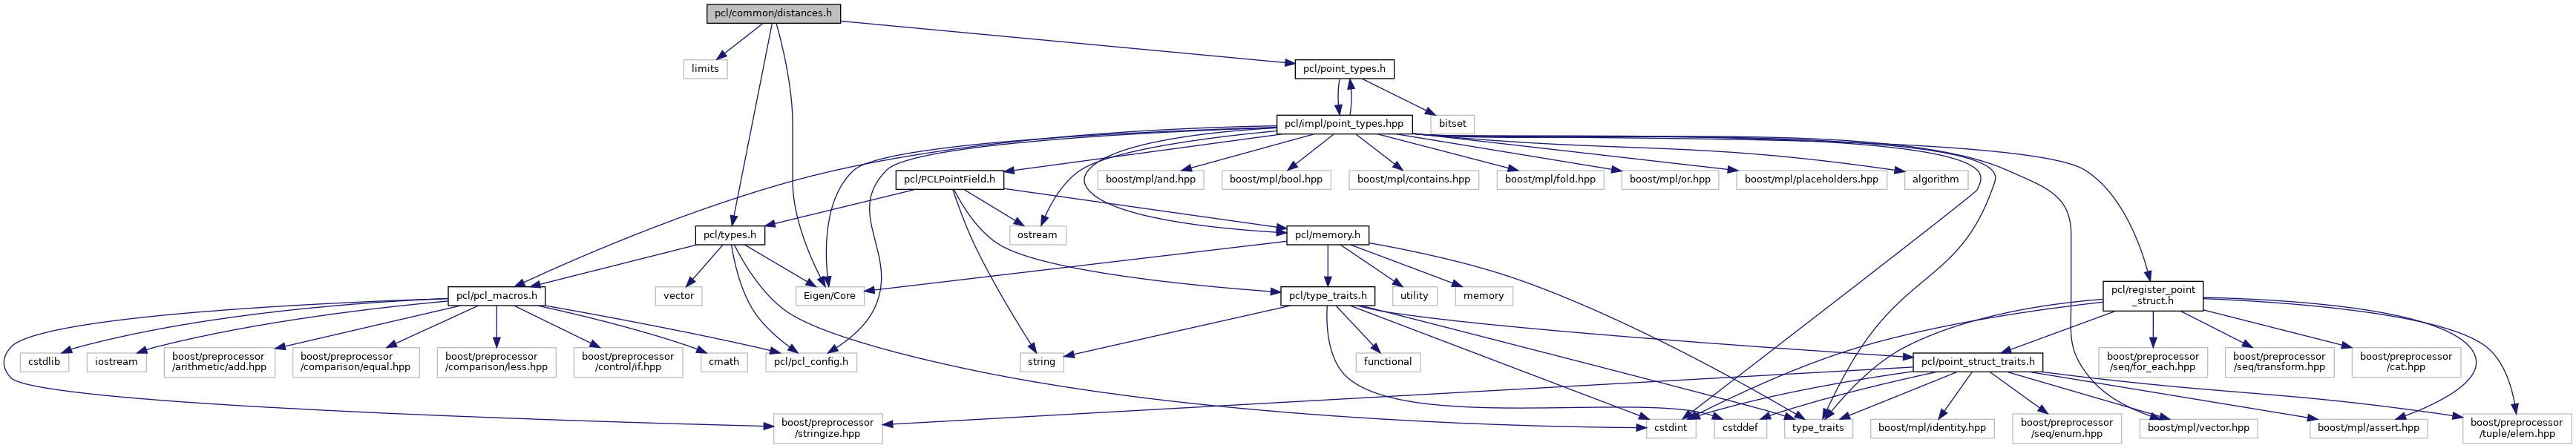 pcl/common/distances.h
limits
pcl/point_types.h
pcl/impl/point_types.hpp
bitset
pcl/PCLPointField.h
boost/mpl/and.hpp
boost/mpl/bool.hpp
boost/mpl/contains.hpp
boost/mpl/fold.hpp
boost/mpl/or.hpp
boost/mpl/placeholders.hpp
algorithm
pcl/types.h
ostream
pcl/memory.h
pcl/pcl_macros.h
vector
Eigen/Core
pcl/type_traits.h
utility
memory
pcl/register_point
_struct.h
cstdlib
iostream
boost/preprocessor
/arithmetic/add.hpp
boost/preprocessor
/comparison/equal.hpp
boost/preprocessor
/comparison/less.hpp
boost/preprocessor
/control/if.hpp
cmath
pcl/pcl_config.h
string
functional
pcl/point_struct_traits.h
boost/preprocessor
/seq/for_each.hpp
boost/preprocessor
/seq/transform.hpp
boost/preprocessor
/cat.hpp
boost/preprocessor
/stringize.hpp
cstdint
cstddef
type_traits
boost/mpl/identity.hpp
boost/preprocessor
/seq/enum.hpp
boost/mpl/vector.hpp
boost/mpl/assert.hpp
boost/preprocessor
/tuple/elem.hpp